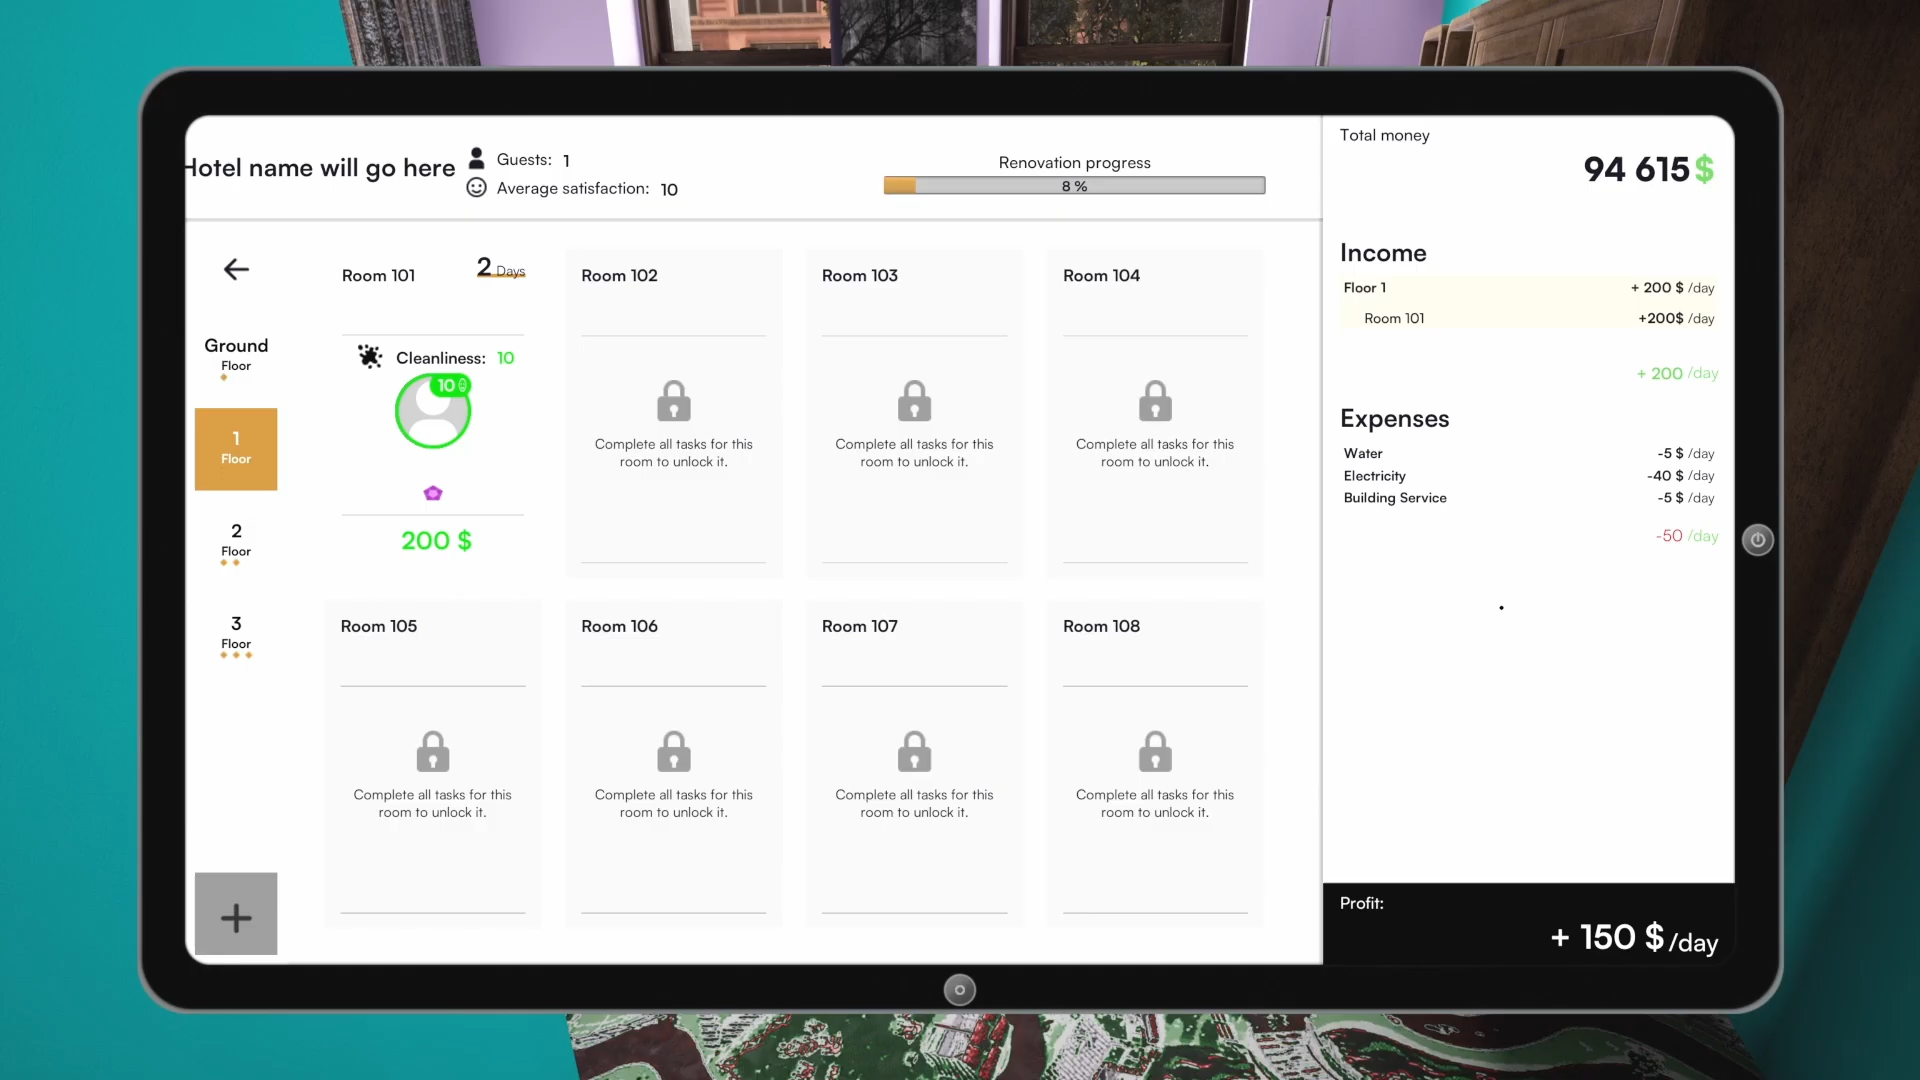 Hotel name will go here
Guests: 1
Average satisfaction: 10
Renovation progress
8 %
Total money
94 615 $
Ground
Floor
1
Floor
2
Floor
3
Floor
Room 101
2 Days
Cleanliness: 10
10
200 $
Room 102
Complete all tasks for this
room to unlock it.
Room 103
Complete all tasks for this
room to unlock it.
Room 104
Complete all tasks for this
room to unlock it.
Room 105
Complete all tasks for this
room to unlock it.
Room 106
Complete all tasks for this
room to unlock it.
Room 107
Complete all tasks for this
room to unlock it.
Room 108
Complete all tasks for this
room to unlock it.
Income
Floor 1 + 200 $ /day
Room 101 +200$ /day
+ 200 /day
Expenses
Water -5 $ /day
Electricity -40 $ /day
Building Service -5 $ /day
-50 /day
Profit:
+ 150 $ /day